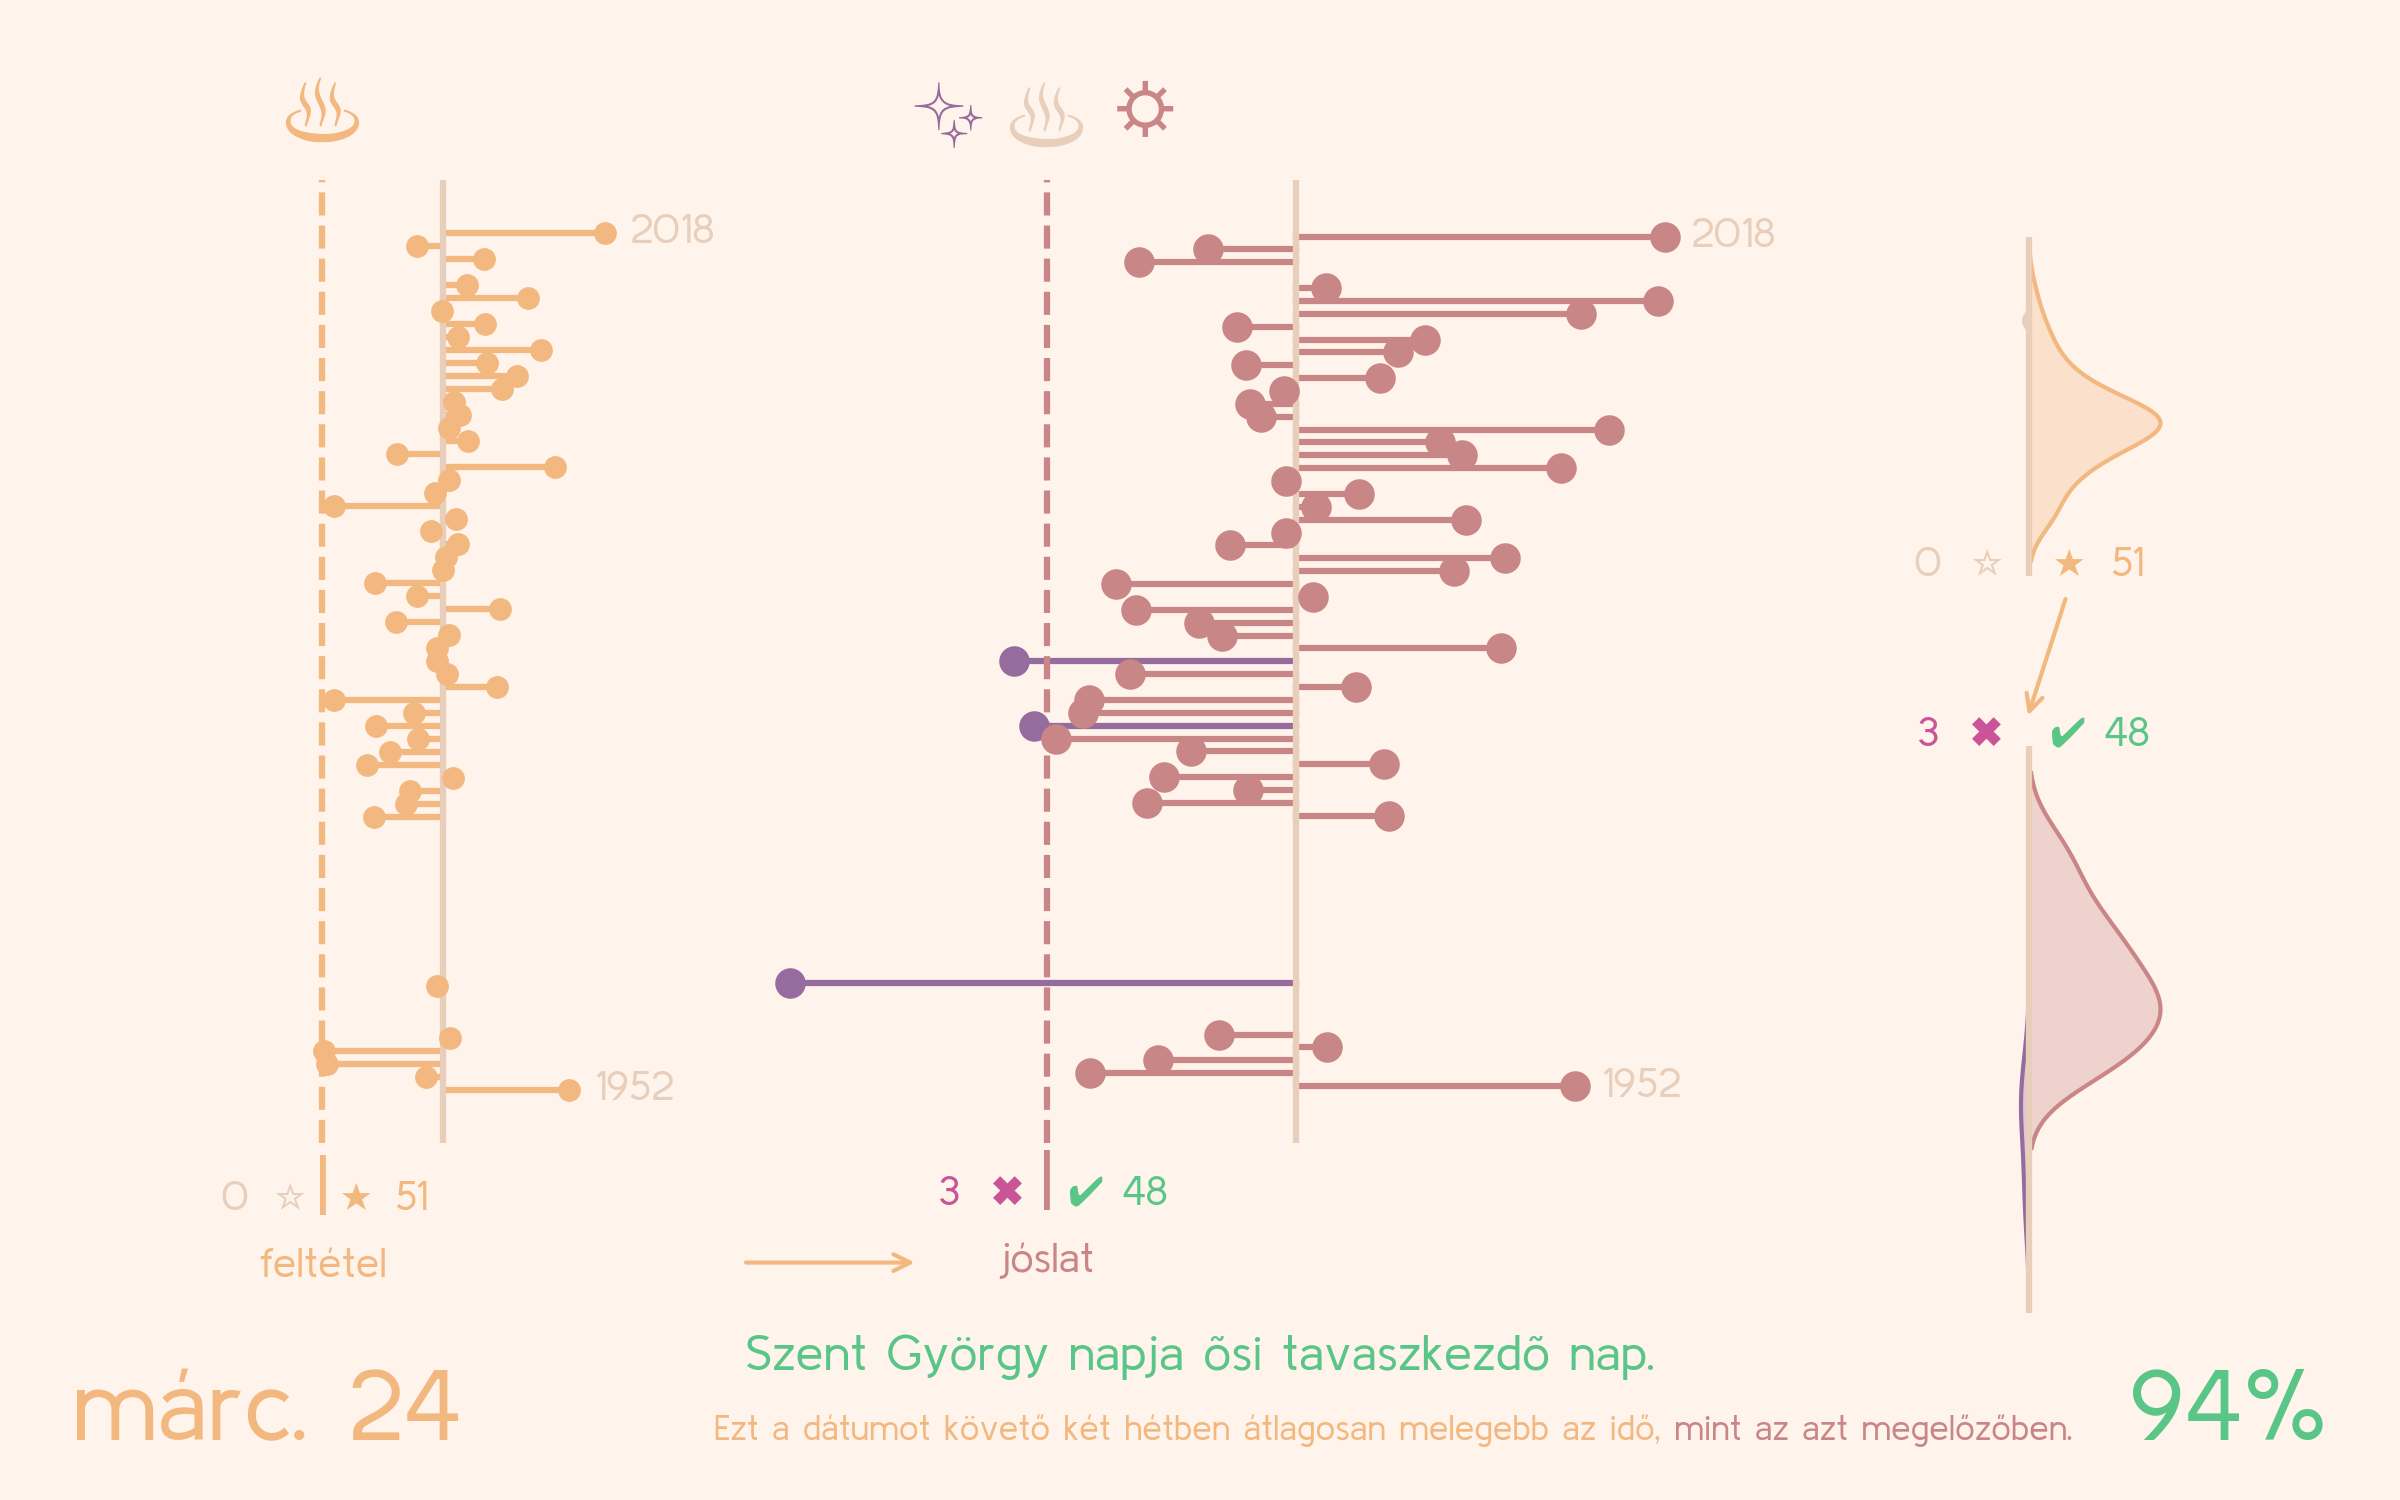 2018
2018
0 ☆ ★ 51
3 ✖ ✔ 48
1952
1952
0 ☆ ★ 51
3 ✖ ✔ 48
feltétel
jóslat
Szent György napja õsi tavaszkezdõ nap.
márc. 24
Ezt a dátumot követő két hétben átlagosan melegebb az idő, mint az azt megelőzőben.
94%